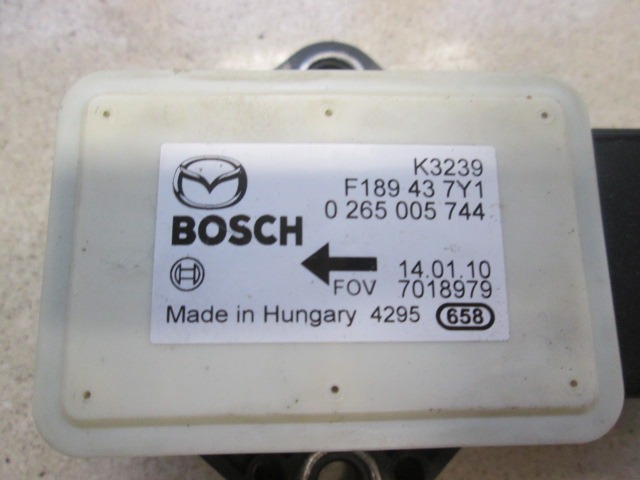 K3239
F189 43 7Y1
0 265 005 744
BOSCH
14.01.10
FOV 7018979
Made in Hungary 4295 658